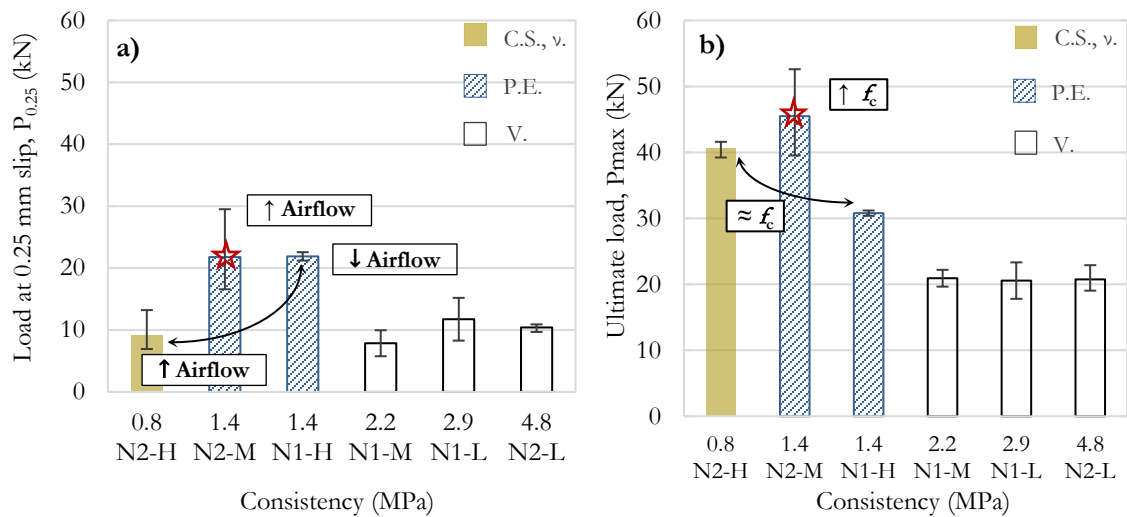 a)
Load at 0.25 mm slip, P0.25 (kN)
60
50
40
30
20
10
0
C.S., ν.
P.E.
V.
↑ Airflow
↓ Airflow
↑ Airflow
0.8 1.4 1.4 2.2 2.9 4.8
N2-H N2-M N1-H N1-M N1-L N2-L
Consistency (MPa)
b)
Ultimate load, Pmax (kN)
60
50
40
30
20
10
0
C.S., ν.
P.E.
V.
↑ fc
≈ fc
0.8 1.4 1.4 2.2 2.9 4.8
N2-H N2-M N1-H N1-M N1-L N2-L
Consistency (MPa)